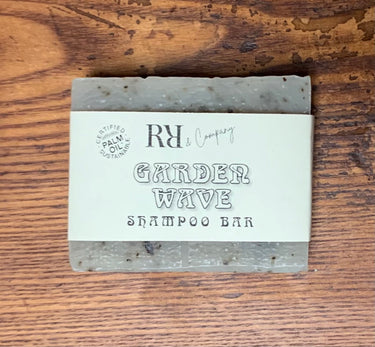 CERTIFIED
SUSTAINABLE
PALM
OIL
RR & Company
GARDEN
WAVE
SHAMPOO BAR